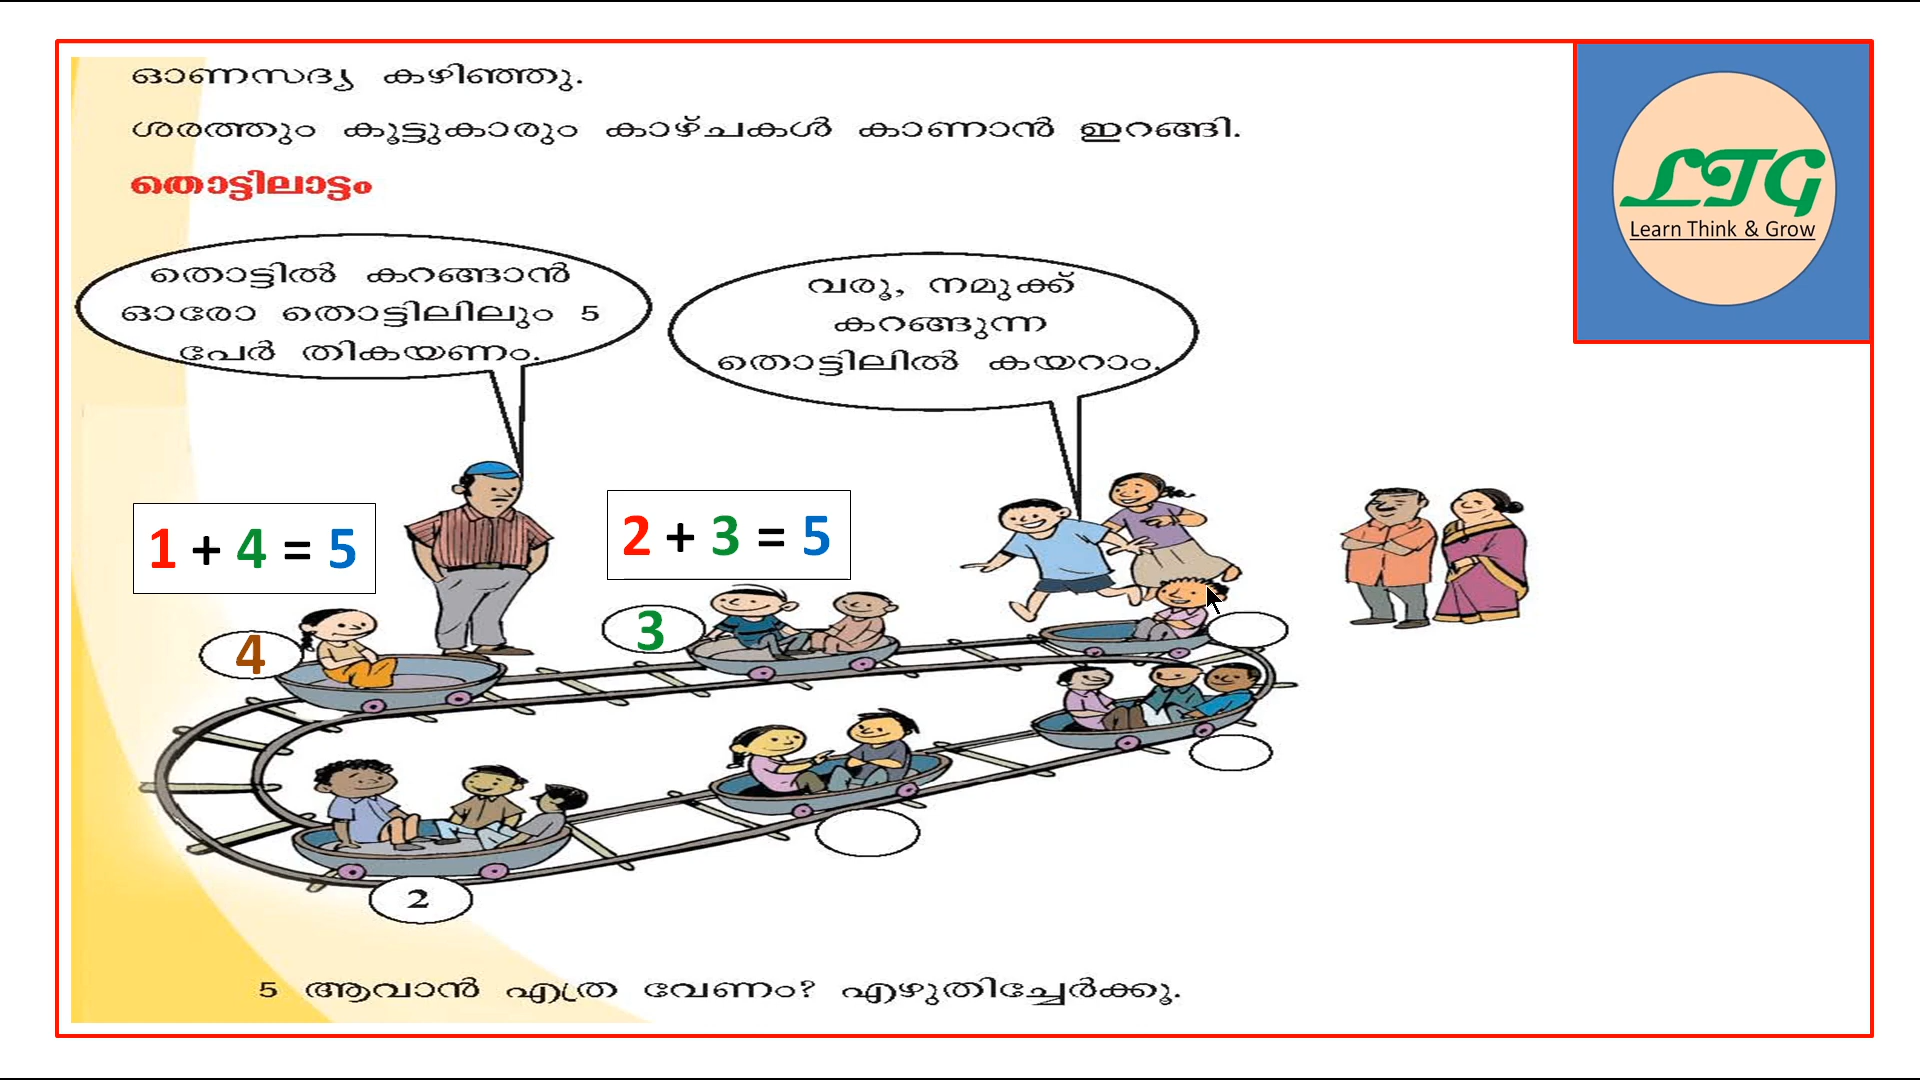 ഓണസദ്യ കഴിഞ്ഞു.
ശരത്തും കൂട്ടുകാരും കാഴ്ചകൾ കാണാൻ ഇറങ്ങി.
തൊട്ടിലാട്ടം
തൊട്ടിൽ കറങ്ങാൻ
ഓരോ തൊട്ടിലിലും 5
പേർ തികയണം.
വരൂ, നമുക്ക്
കറങ്ങുന്ന
തൊട്ടിലിൽ കയറാം.
LTG
Learn Think & Grow
1 + 4 = 5
2 + 3 = 5
4
3
2
5 ആവാൻ എത്ര വേണം? എഴുതിച്ചേർക്കൂ.